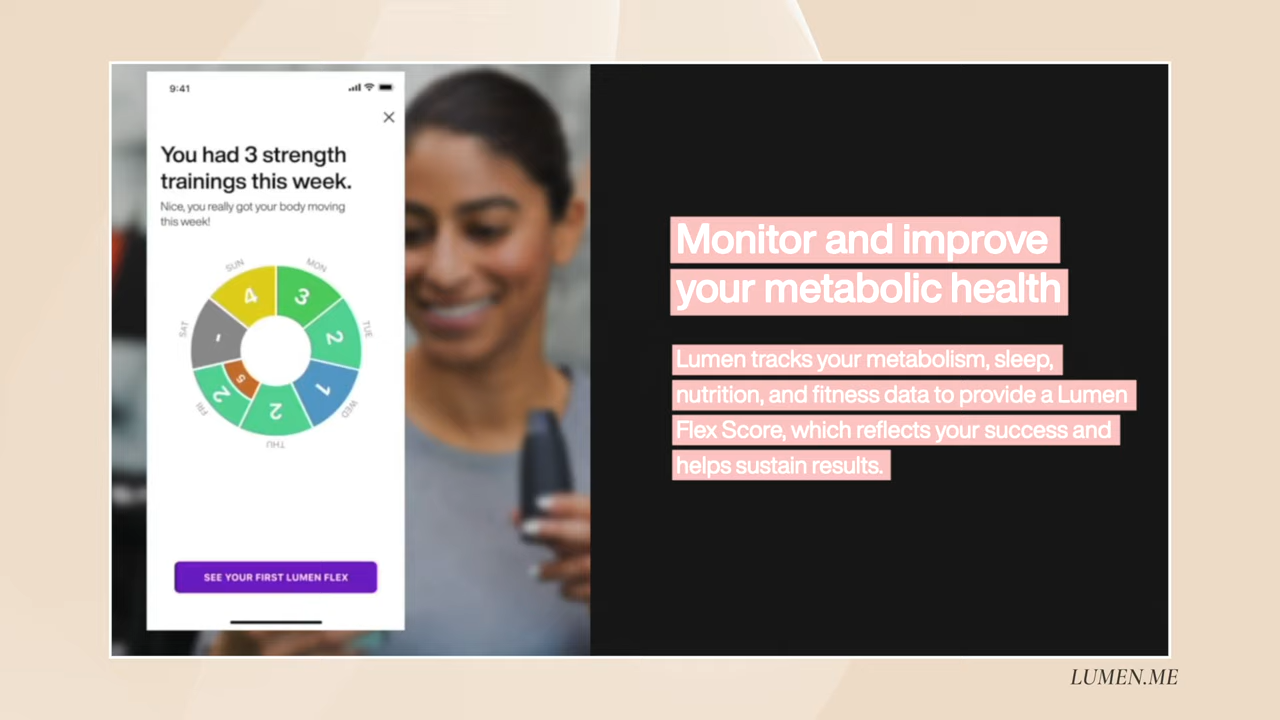 9:41
You had 3 strength
trainings this week.
Nice, you really got your body moving
this week!
SUN
MON
TUE
WED
THU
FRI
SAT
4
3
2
1
2
2
5
-
SEE YOUR FIRST LUMEN FLEX
Monitor and improve
your metabolic health
Lumen tracks your metabolism, sleep,
nutrition, and fitness data to provide a Lumen
Flex Score, which reflects your success and
helps sustain results.
LUMEN.ME